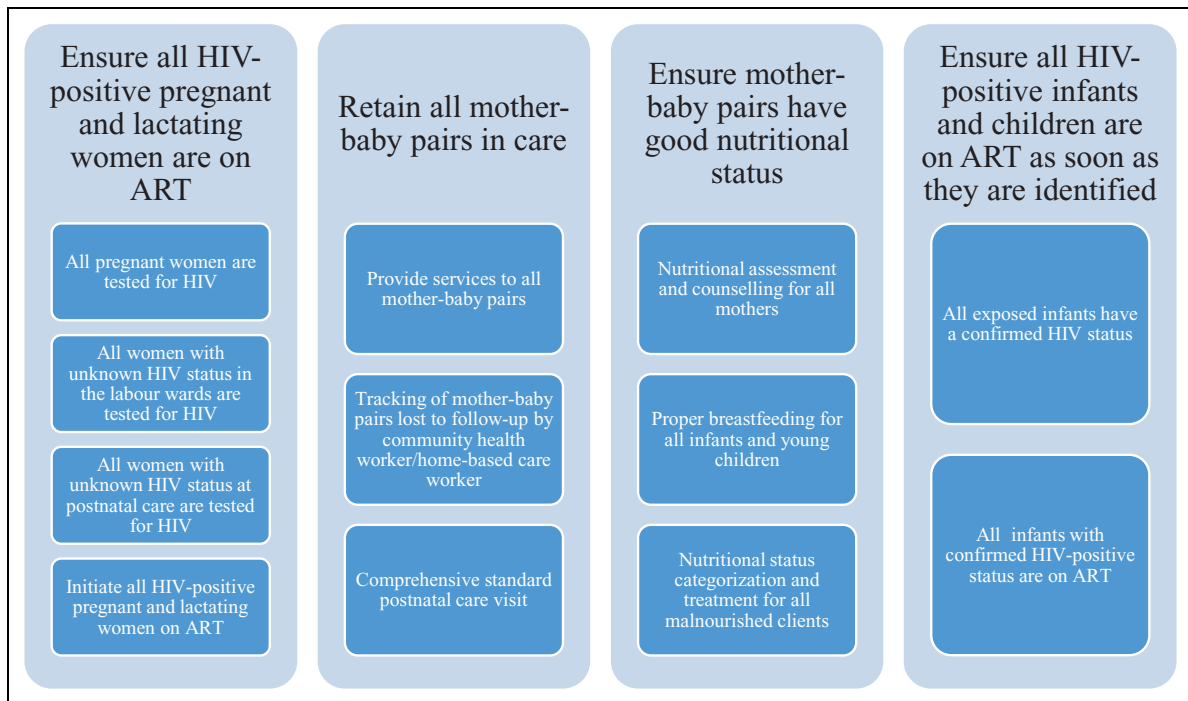 Ensure all HIV-
positive pregnant
and lactating
women are on
ART
All pregnant women are
tested for HIV
All women with
unknown HIV status in
the labour wards are
tested for HIV
All women with
unknown HIV status at
postnatal care are tested
for HIV
Initiate all HIV-positive
pregnant and lactating
women on ART
Retain all mother-
baby pairs in care
Provide services to all
mother-baby pairs
Tracking of mother-baby
pairs lost to follow-up by
community health
worker/home-based care
worker
Comprehensive standard
postnatal care visit
Ensure mother-
baby pairs have
good nutritional
status
Nutritional assessment
and counselling for all
mothers
Proper breastfeeding for
all infants and young
children
Nutritional status
categorization and
treatment for all
malnourished clients
Ensure all HIV-
positive infants
and children are
on ART as soon as
they are identified
All exposed infants have
a confirmed HIV status
All infants with
confirmed HIV-positive
status are on ART